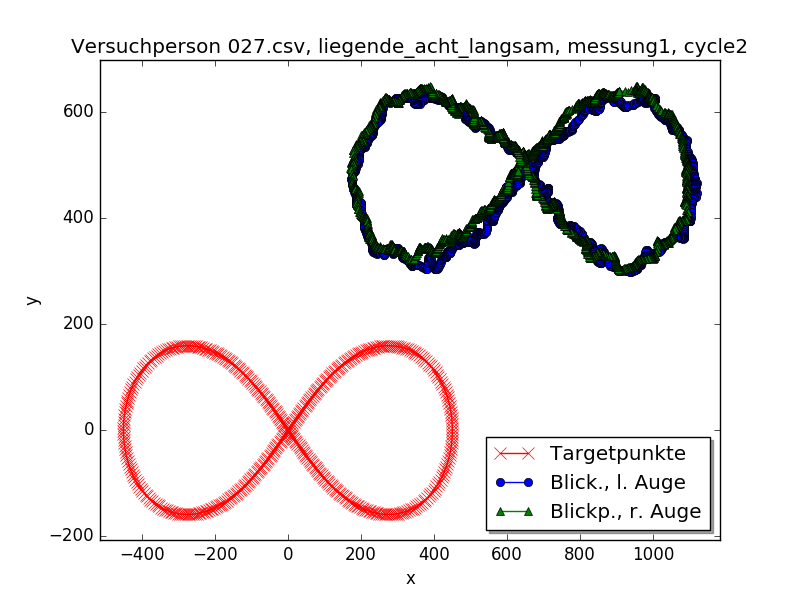 Versuchperson 027.csv, liegende_acht_langsam, messung1, cycle2
y
600
400
200
0
−200
−400
−200
0
200
400
600
800
1000
x
Targetpunkte
Blick., l. Auge
Blickp., r. Auge